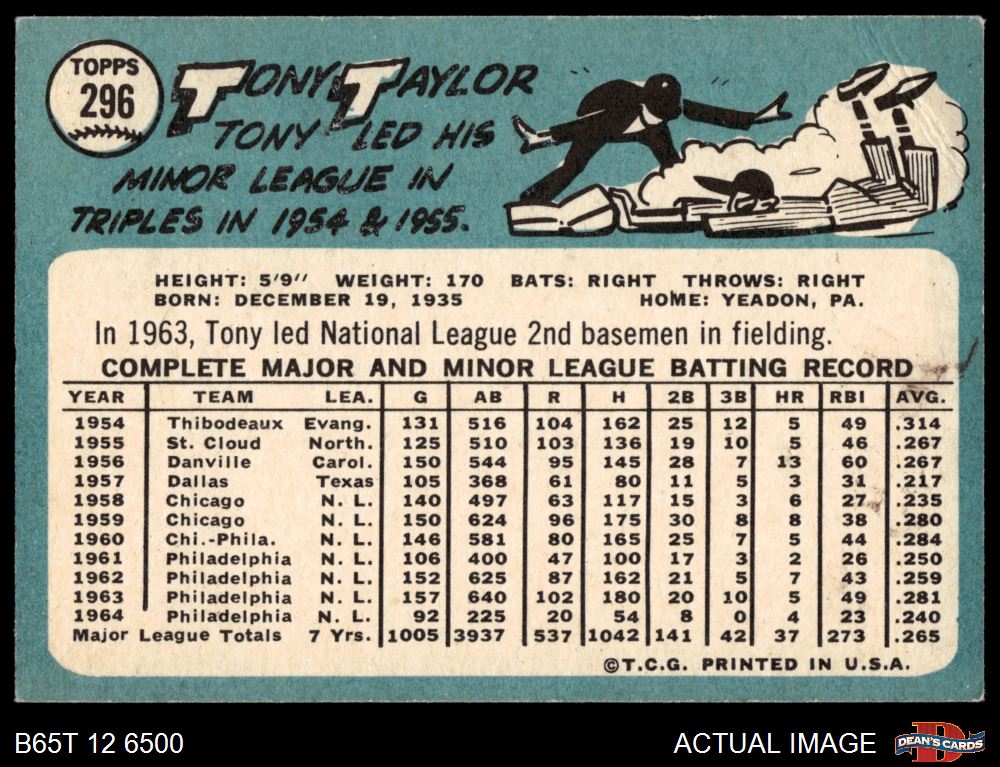 TOPPS
296
TONY TAYLOR
TONY LED HIS
MINOR LEAGUE IN
TRIPLES IN 1954 & 1955.
HEIGHT: 5'9" WEIGHT: 170 BATS: RIGHT THROWS: RIGHT
BORN: DECEMBER 19, 1935 HOME: YEADON, PA.
In 1963, Tony led National League 2nd basemen in fielding.
COMPLETE MAJOR AND MINOR LEAGUE BATTING RECORD
YEAR TEAM LEA. G AB R H 2B 3B HR RBI AVG.
1954 Thibodeaux Evang. 131 516 104 162 25 12 5 49 .314
1955 St. Cloud North. 125 510 103 136 19 10 5 46 .267
1956 Danville Carol. 150 544 95 145 28 7 13 60 .267
1957 Dallas Texas 105 368 61 80 11 5 3 31 .217
1958 Chicago N. L. 140 497 63 117 15 3 6 27 .235
1959 Chicago N. L. 150 624 96 175 30 8 8 38 .280
1960 Chi.-Phila. N. L. 146 581 80 165 25 7 5 44 .284
1961 Philadelphia N. L. 106 400 47 100 17 3 2 26 .250
1962 Philadelphia N. L. 152 625 87 162 21 5 7 43 .259
1963 Philadelphia N. L. 157 640 102 180 20 10 5 49 .281
1964 Philadelphia N. L. 92 225 20 54 8 0 4 23 .240
Major League Totals 7 Yrs. 1005 3937 537 1042 141 42 37 273 .265
©T.C.G. PRINTED IN U.S.A.
B65T 12 6500 ACTUAL IMAGE DEAN'S CARDS